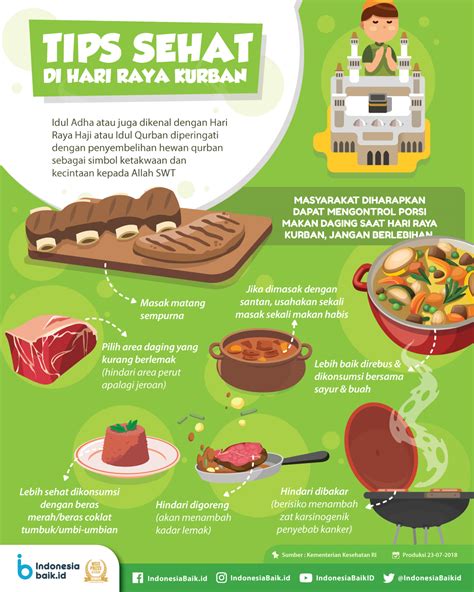 TIPS SEHAT
DI HARI RAYA KURBAN
Idul Adha atau juga dikenal dengan Hari
Raya Haji atau Idul Qurban diperingati
dengan penyembelihan hewan qurban
sebagai simbol ketakwaan dan
kecintaan kepada Allah SWT
MASYARAKAT DIHARAPKAN
DAPAT MENGONTROL PORSI
MAKAN DAGING SAAT HARI RAYA
KURBAN, JANGAN BERLEBIHAN
Masak matang
sempurna
Jika dimasak dengan
santan, usahakan sekali
masak sekali makan habis
Pilih area daging yang
kurang berlemak
(hindari area perut
apalagi jeroan)
Lebih baik direbus &
dikonsumsi bersama
sayur & buah
Lebih sehat dikonsumsi
dengan beras
merah/beras coklat
tumbuk/umbi-umbian
Hindari digoreng
(akan menambah
kadar lemak)
Hindari dibakar
(berisiko menambah
zat karsinogenik
penyebab kanker)
Sumber : Kementerian Kesehatan RI
Produksi 23-07-2018
Indonesia
baik.id
IndonesiaBaik.id
IndonesiaBaik.id
IndonesiaBaikID
@IndonesiaBaikid